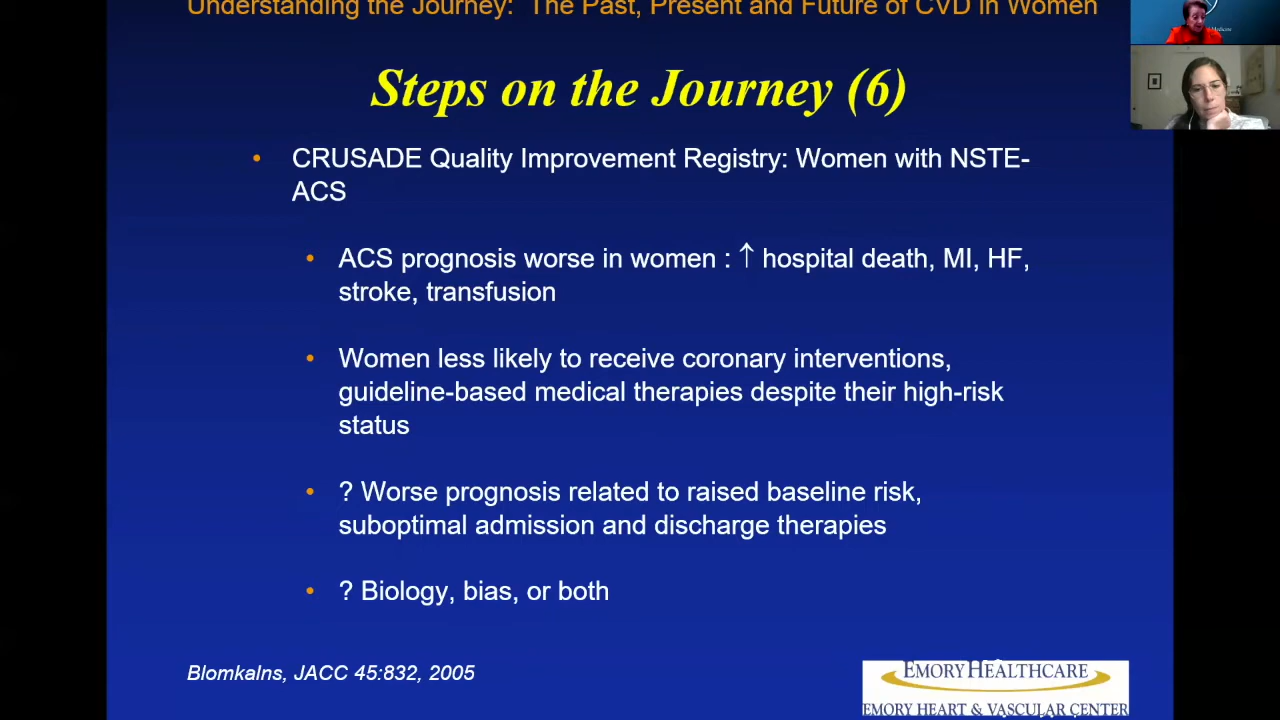 Understanding the Journey: The Past, Present and Future of CVD in Women
Steps on the Journey (6)
• CRUSADE Quality Improvement Registry: Women with NSTE-
ACS
• ACS prognosis worse in women : ↑ hospital death, MI, HF,
stroke, transfusion
• Women less likely to receive coronary interventions,
guideline-based medical therapies despite their high-risk
status
• ? Worse prognosis related to raised baseline risk,
suboptimal admission and discharge therapies
• ? Biology, bias, or both
Blomkalns, JACC 45:832, 2005
EMORY HEALTHCARE
EMORY HEART & VASCULAR CENTER